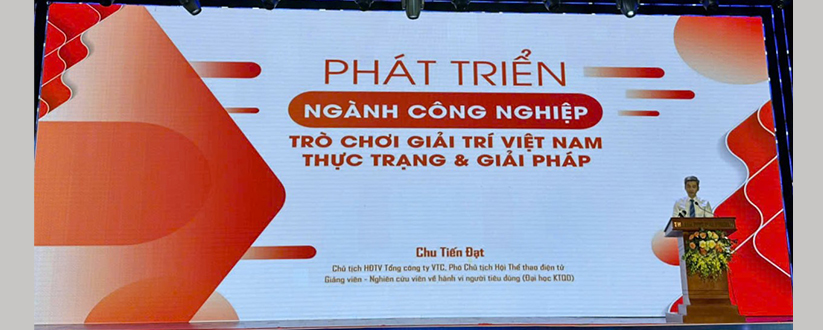 PHÁT TRIỂN
NGÀNH CÔNG NGHIỆP
TRÒ CHƠI GIẢI TRÍ VIỆT NAM
THỰC TRẠNG & GIẢI PHÁP
Chu Tiến Đạt
Chủ tịch HĐTV Tổng công ty VTC, Phó Chủ tịch Hội Thể thao điện tử
Giảng viên - Nghiên cứu viên về hành vi người tiêu dùng (Đại học KTQD)